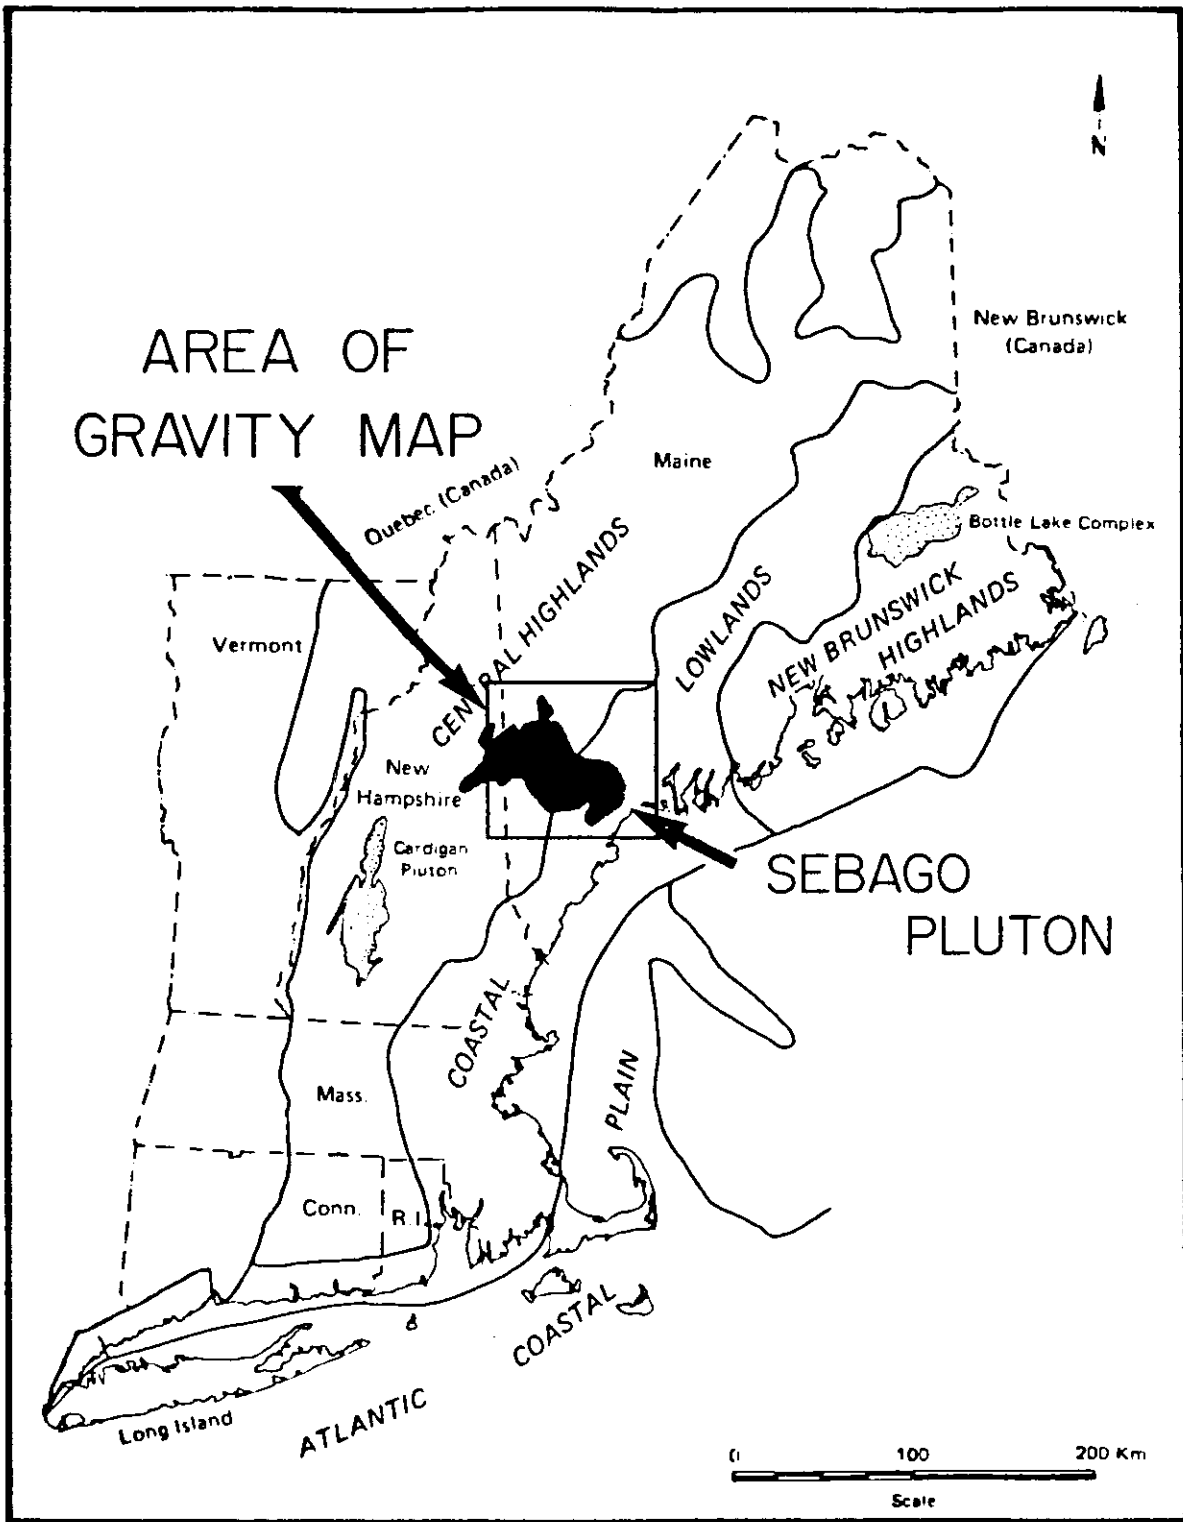 N
New Brunswick
(Canada)
AREA OF
GRAVITY MAP
Quebec (Canada)
Maine
Bottle Lake Complex
CENTRAL HIGHLANDS
LOWLANDS
NEW BRUNSWICK
HIGHLANDS
Vermont
New
Hampshire
Cardigan
Pluton
SEBAGO
PLUTON
COASTAL
PLAIN
Mass.
Conn.
R.I.
COASTAL
ATLANTIC
Long Island
0 100 200 Km
Scale